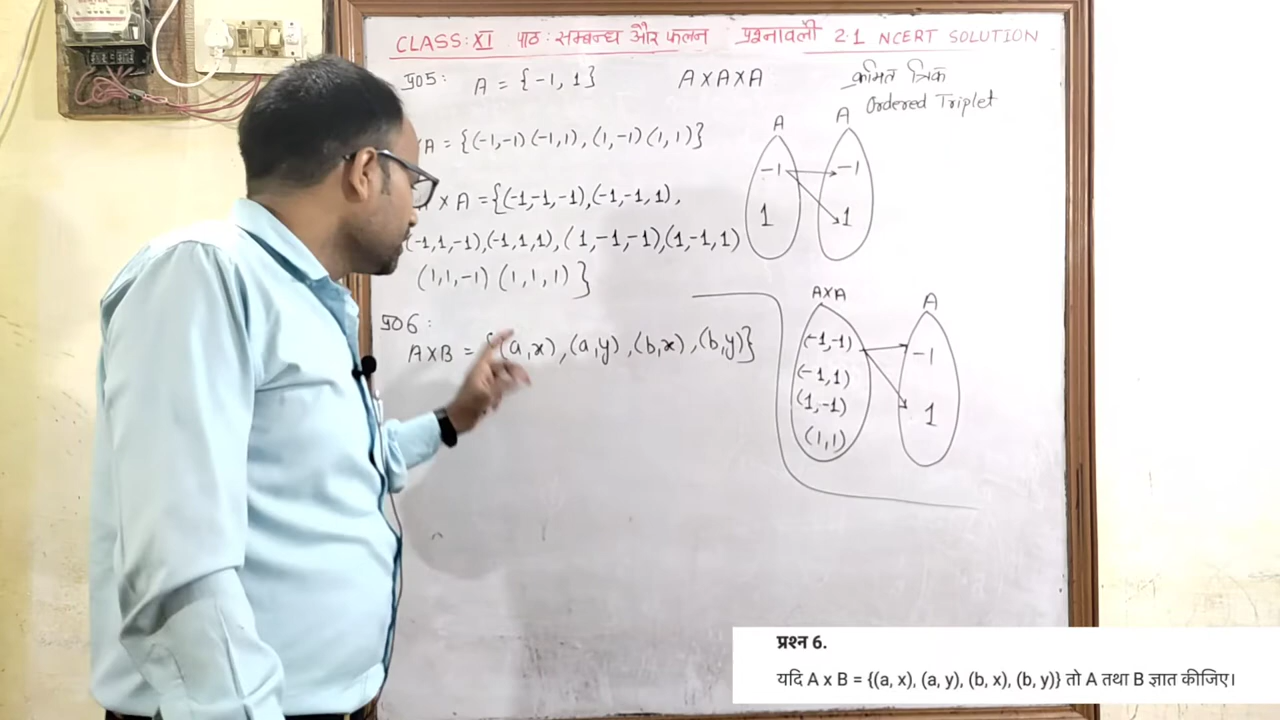 CLASS: XI पाठ: सम्बन्ध और फलन प्रश्नावली 2.1 NCERT SOLUTION
प्र05: A = {-1, 1} A×A×A
क्रमित त्रिक
Ordered Triplet
A = {(-1,-1) (-1,1), (1,-1) (1, 1)}
× A = {(-1,-1,-1),(-1,-1, 1),
(-1,1,-1),(-1,1,1), (1,-1,-1),(1,-1,1)
(1,1,-1) (1,1,1)}
A A
-1 -1
1 1
प्र06:
A×B = {(a,x), (a,y), (b,x), (b,y)}
A×A A
(-1,-1) -1
(-1,1)
(1,-1) 1
(1,1)
प्रश्न 6.
यदि A x B = {(a, x), (a, y), (b, x), (b, y)} तो A तथा B ज्ञात कीजिए।